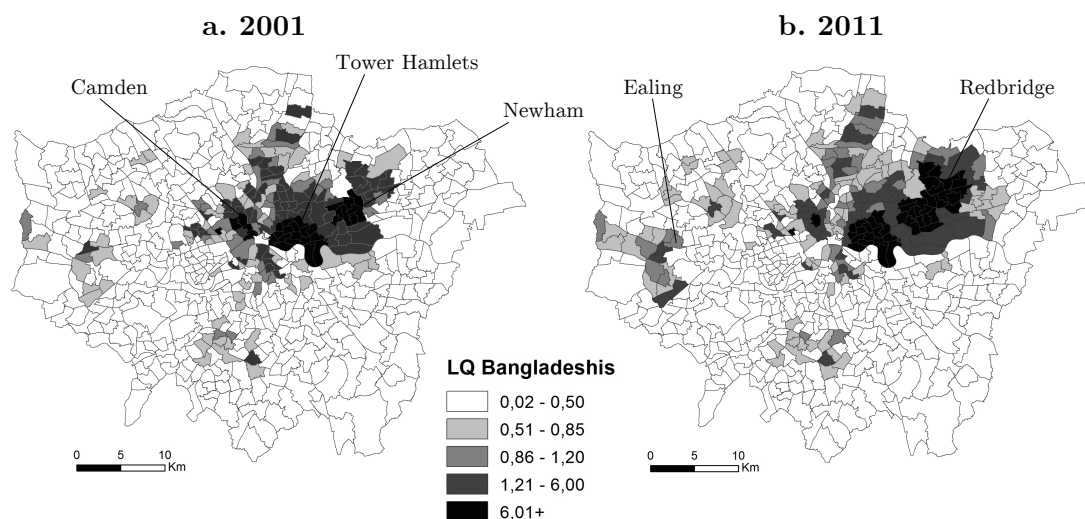 a. 2001
b. 2011
Tower Hamlets
Camden
Newham
Ealing
Redbridge
LQ Bangladeshis
0,02 - 0,50
0,51 - 0,85
0,86 - 1,20
1,21 - 6,00
6,01+
0 5 10
Km
0 5 10
Km